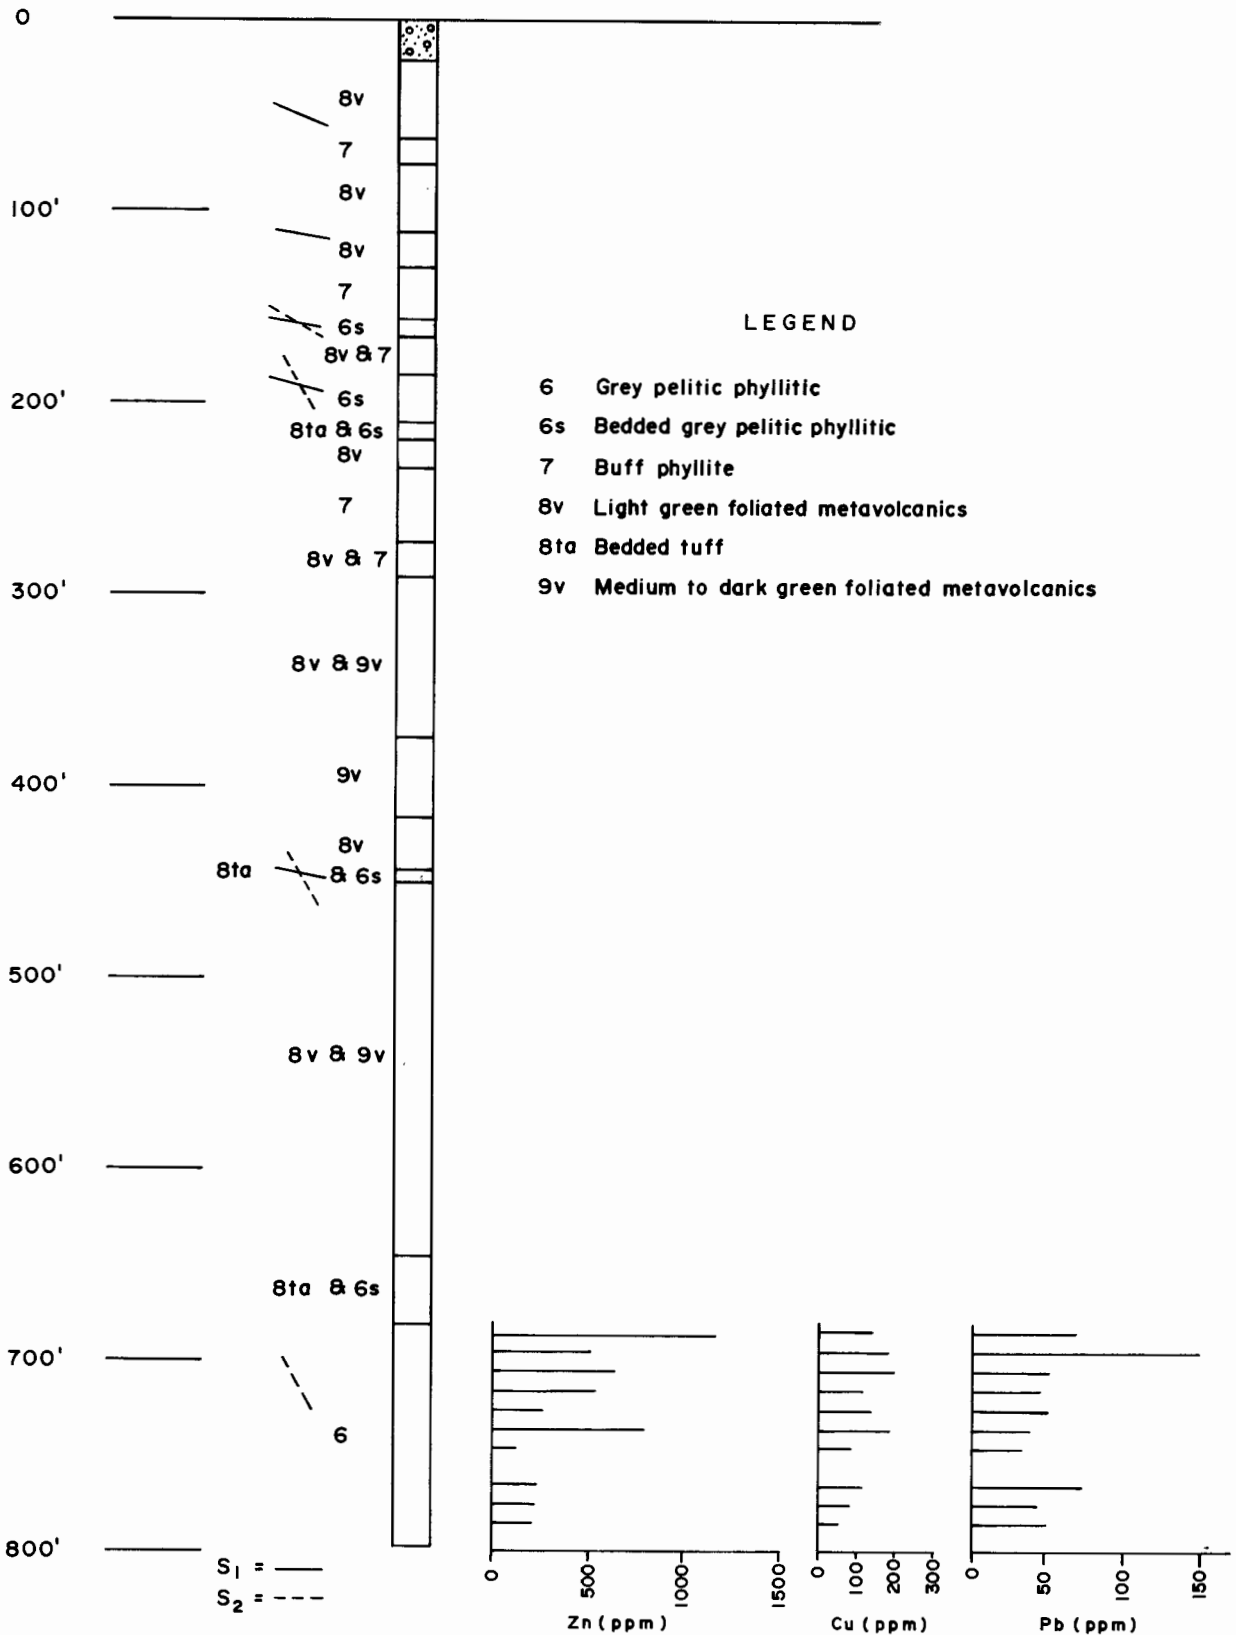 0
8v
7
8v
100'
8v
7
6s
8v & 7
200'
6s
8ta & 6s
8v
7
8v & 7
300'
8v & 9v
9v
400'
8v
8ta & 6s
500'
8v & 9v
600'
8ta & 6s
700'
6
800'
S1 =
S2 =
LEGEND
6 Grey pelitic phyllitic
6s Bedded grey pelitic phyllitic
7 Buff phyllite
8v Light green foliated metavolcanics
8ta Bedded tuff
9v Medium to dark green foliated metavolcanics
0 500 1000 1500
Zn (ppm)
0 100 200 300
Cu (ppm)
0 50 100 150
Pb (ppm)